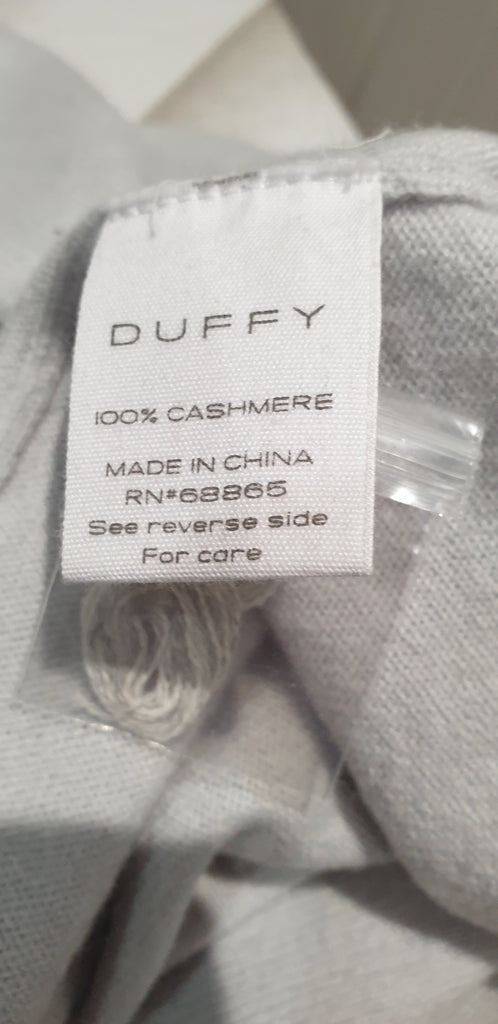 DUFFY
100% CASHMERE
MADE IN CHINA
RN#68865
See reverse side
For care